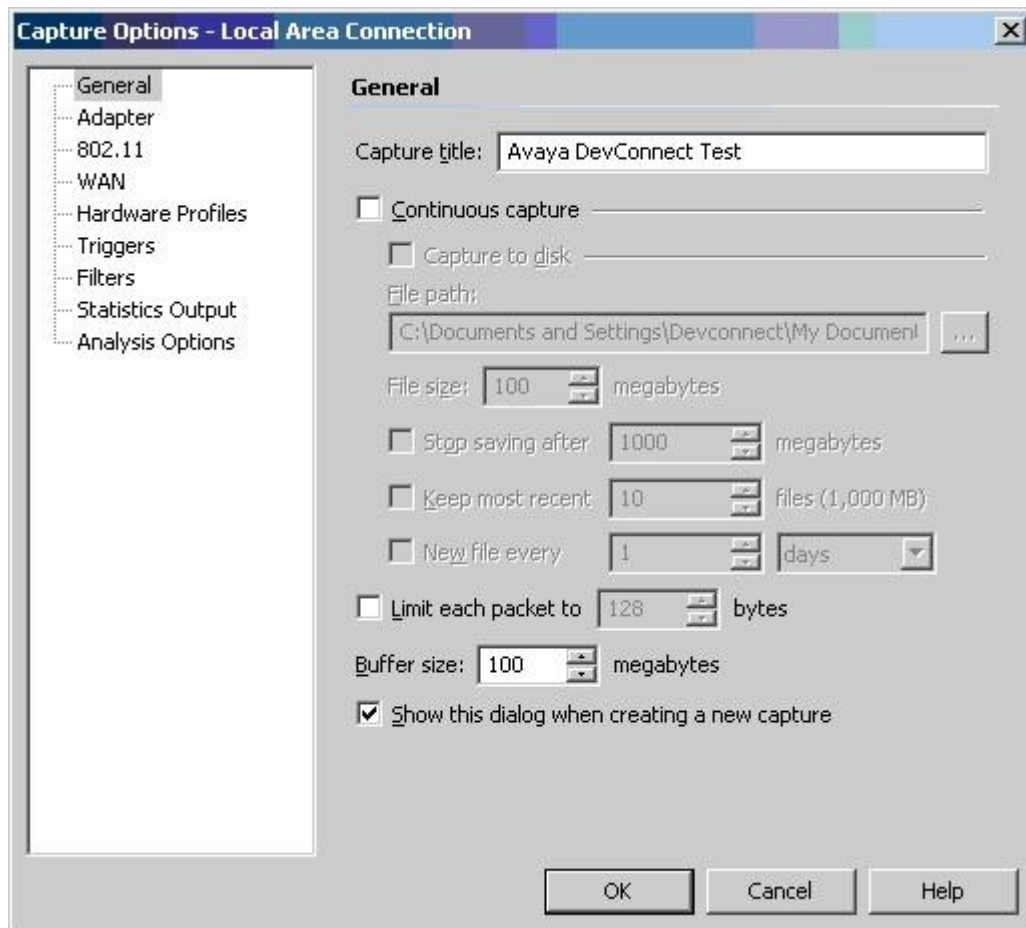 Capture Options - Local Area Connection
General
Adapter
802.11
WAN
Hardware Profiles
Triggers
Filters
Statistics Output
Analysis Options
General
Capture title: Avaya DevConnect Test
Continuous capture
Capture to disk
File path:
C:\Documents and Settings\Devconnect\My Document ...
File size: 100 megabytes
Stop saving after 1000 megabytes
Keep most recent 10 files (1,000 MB)
New file every 1 days
Limit each packet to 128 bytes
Buffer size: 100 megabytes
Show this dialog when creating a new capture
OK Cancel Help